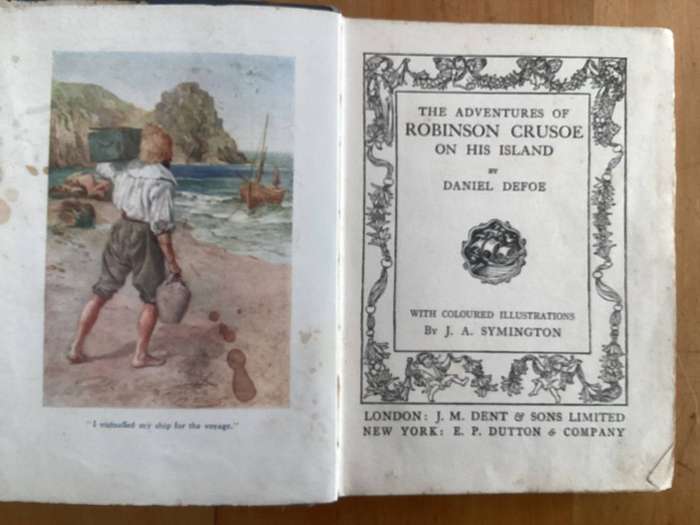 "I victualled my ship for the voyage."
THE ADVENTURES OF
ROBINSON CRUSOE
ON HIS ISLAND
BY
DANIEL DEFOE
WITH COLOURED ILLUSTRATIONS
BY J. A. SYMINGTON
LONDON: J. M. DENT & SONS LIMITED
NEW YORK: E. P. DUTTON & COMPANY